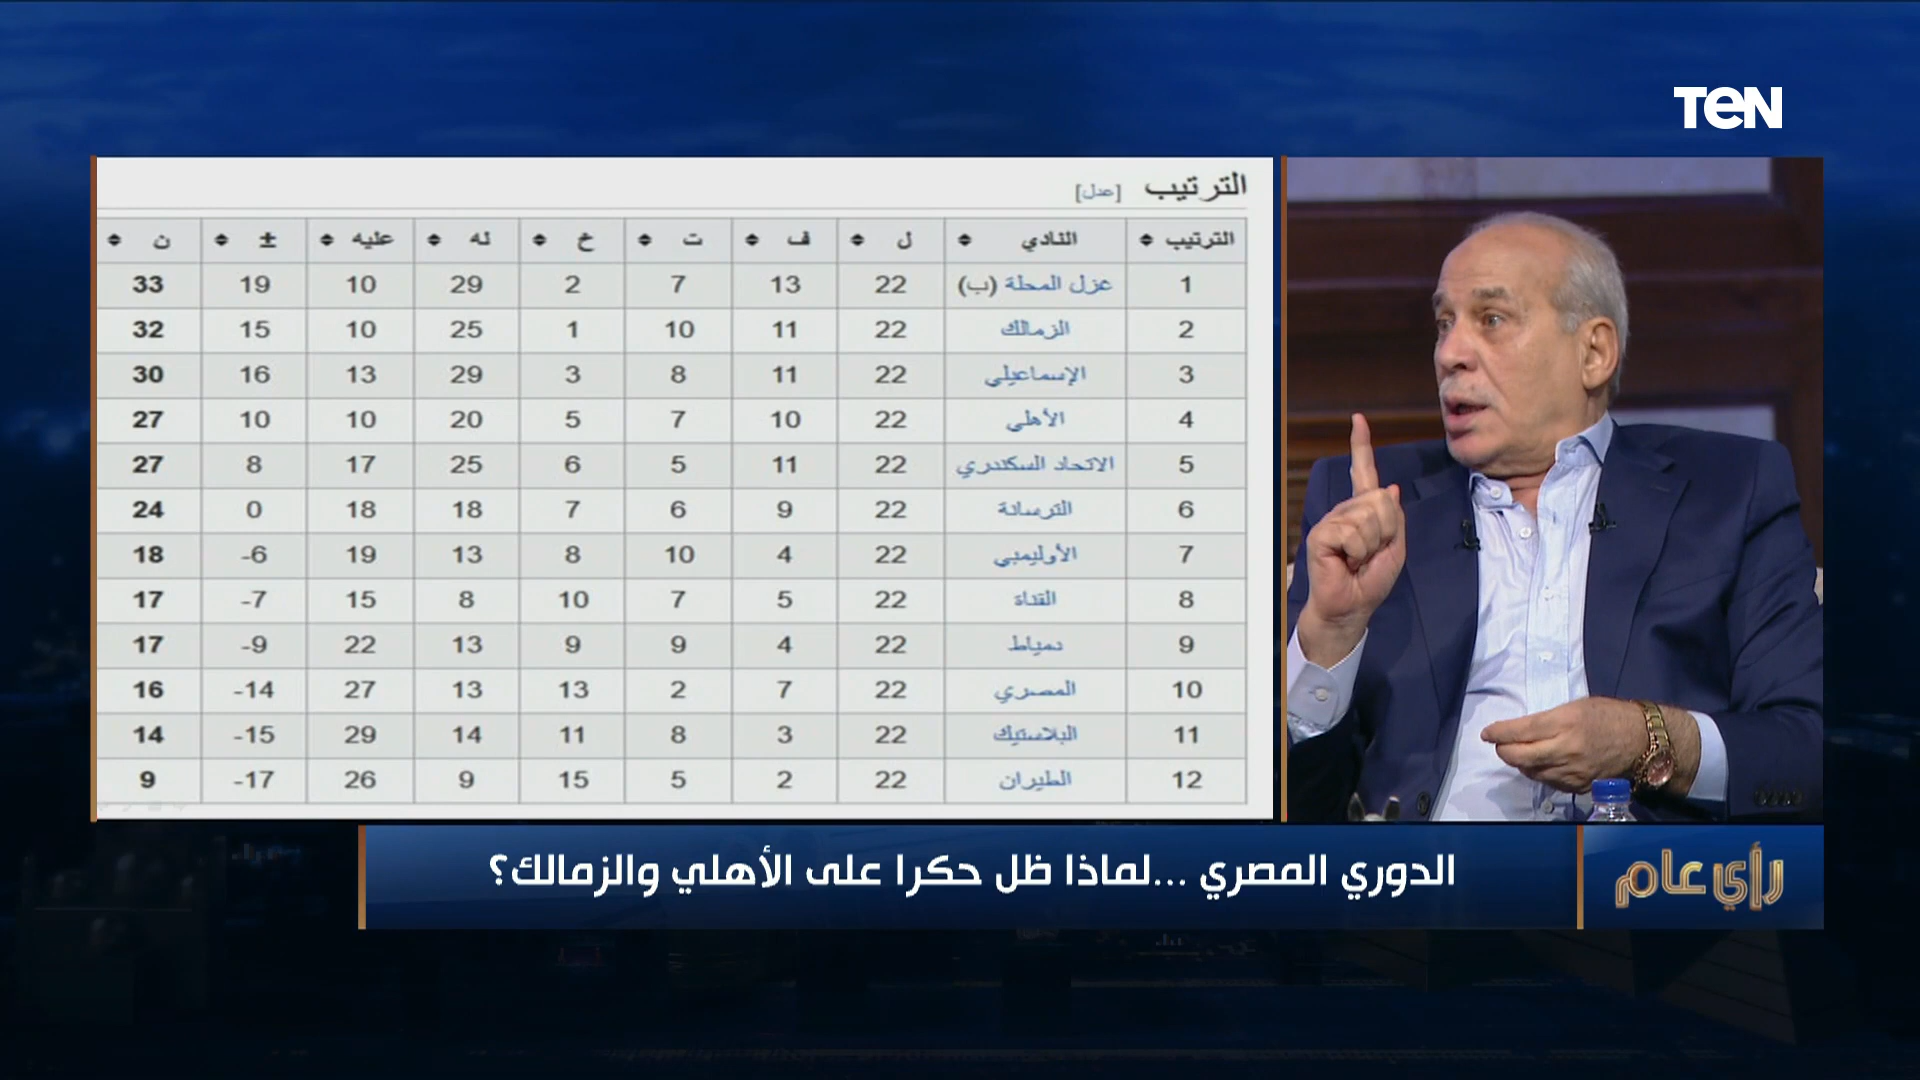 TEN
الترتيب [عدل]
الترتيب النادي ل ف ت خ له عليه ± ن
1 غزل المحلة (ب) 22 13 7 2 29 10 19 33
2 الزمالك 22 11 10 1 25 10 15 32
3 الإسماعيلي 22 11 8 3 29 13 16 30
4 الأهلي 22 10 7 5 20 10 10 27
5 الاتحاد السكندري 22 11 5 6 25 17 8 27
6 الترسانة 22 9 6 7 18 18 0 24
7 الأوليمبي 22 4 10 8 13 19 -6 18
8 القناة 22 5 7 10 8 15 -7 17
9 دمياط 22 4 9 9 13 22 -9 17
10 المصري 22 7 2 13 13 27 -14 16
11 البلاستيك 22 3 8 11 14 29 -15 14
12 الطيران 22 2 5 15 9 26 -17 9
رأي عام
الدوري المصري ...لماذا ظل حكرا على الأهلي والزمالك؟